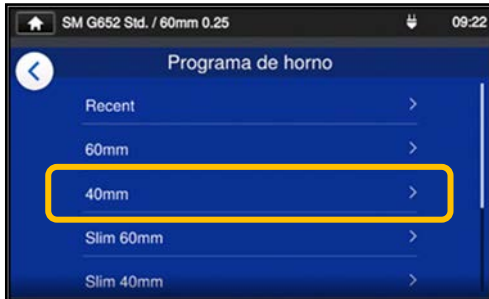 SM G652 Std. / 60mm 0.25 09:22
Programa de horno
Recent
60mm
40mm
Slim 60mm
Slim 40mm